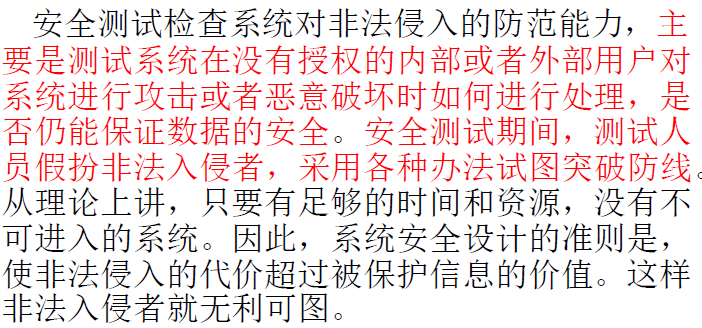 安全测试检查系统对非法侵入的防范能力，主
要是测试系统在没有授权的内部或者外部用户对
系统进行攻击或者恶意破坏时如何进行处理，是
否仍能保证数据的安全。安全测试期间，测试人
员假扮非法入侵者，采用各种办法试图突破防线。
从理论上讲，只要有足够的时间和资源，没有不
可进入的系统。因此，系统安全设计的准则是，
使非法侵入的代价超过被保护信息的价值。这样
非法入侵者就无利可图。